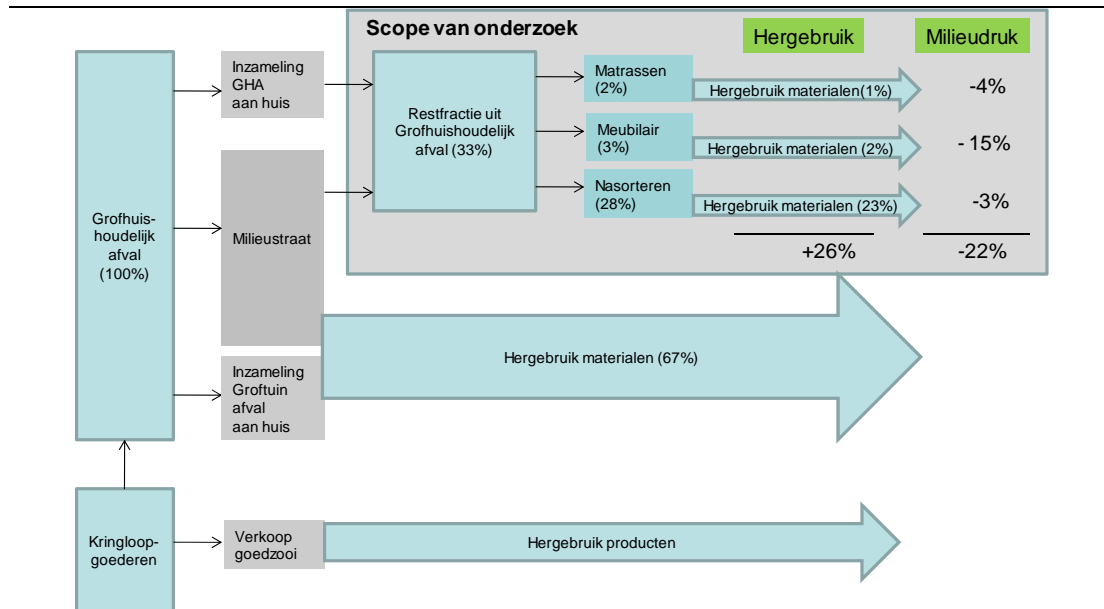 Scope van onderzoek
Hergebruik
Milieudruk
Inzameling
GHA
aan huis
Restfractie uit
Grofhuishoudelijk
afval (33%)
Matrassen
(2%)
Hergebruik materialen(1%)
-4%
Meubilair
(3%)
Hergebruik materialen (2%)
- 15%
Nasorteren
(28%)
Hergebruik materialen (23%)
-3%
+26%
-22%
Grofhuis-
houdelijk
afval
(100%)
Milieustraat
Hergebruik materialen (67%)
Inzameling
Groftuin
afval
aan huis
Kringloop-
goederen
Verkoop
goedzooi
Hergebruik producten